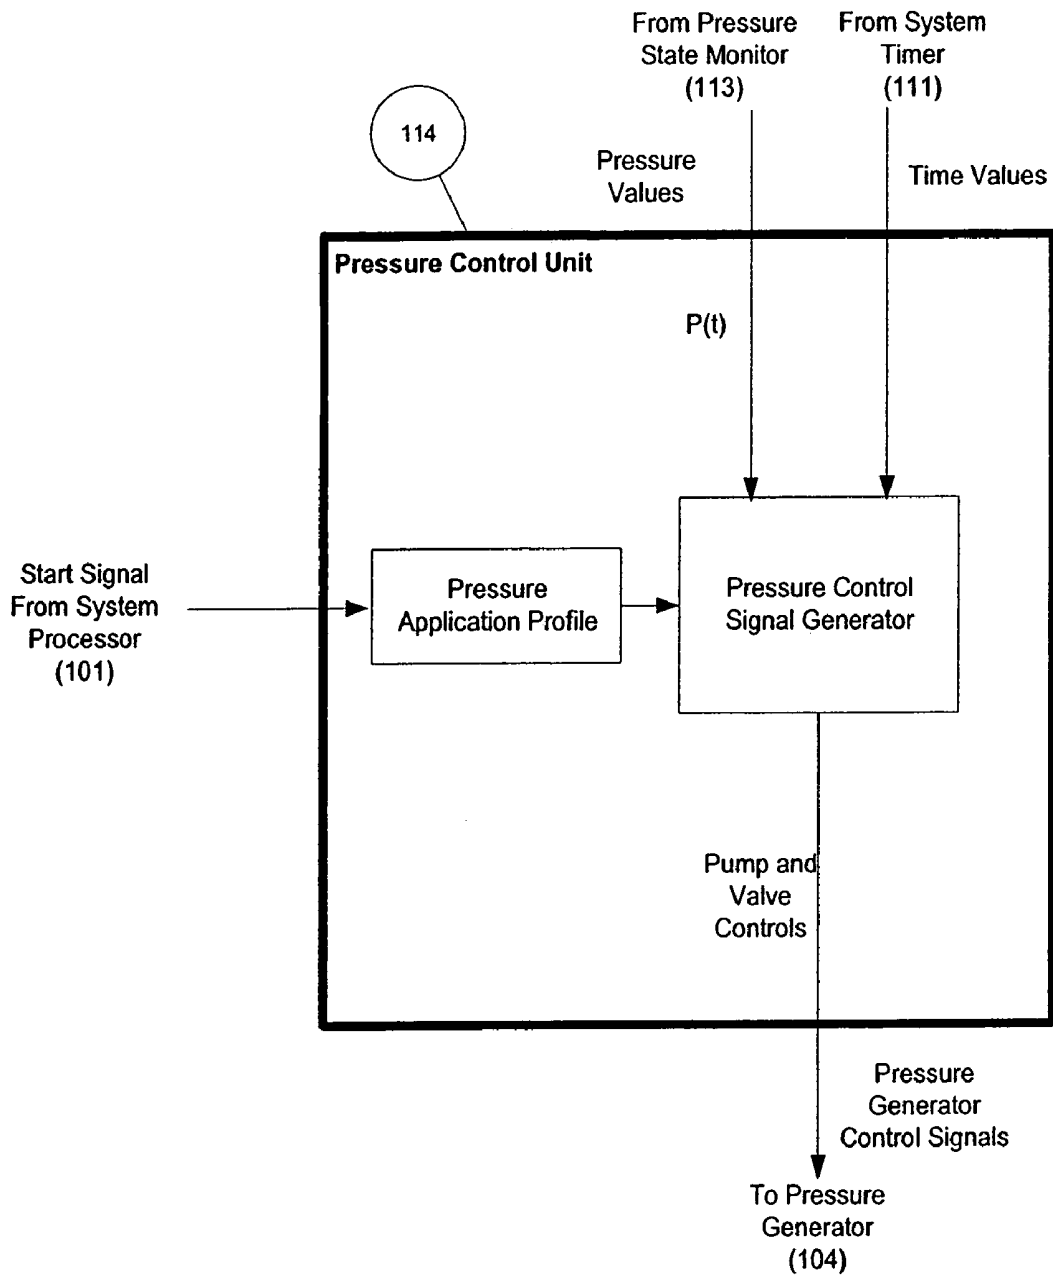 From Pressure
State Monitor
(113)
From System
Timer
(111)
114
Pressure
Values
Time Values
Pressure Control Unit
P(t)
Start Signal
From System
Processor
(101)
Pressure
Application Profile
Pressure Control
Signal Generator
Pump and
Valve
Controls
Pressure
Generator
Control Signals
To Pressure
Generator
(104)